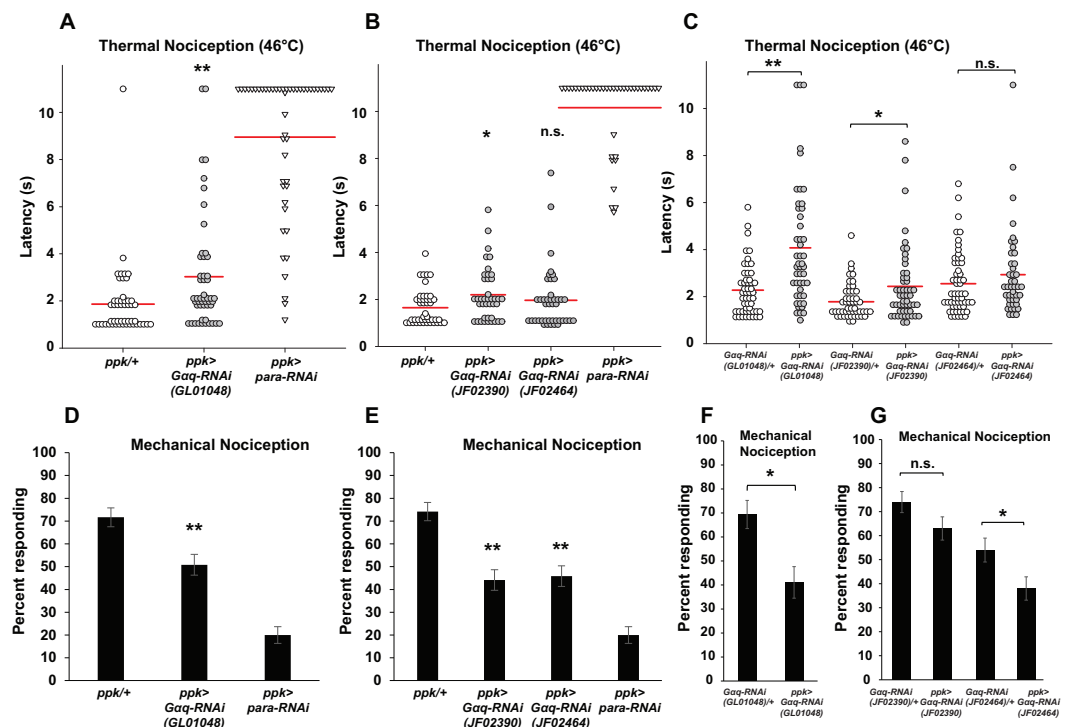 A
Thermal Nociception (46°C)
**
Latency (s)
10
8
6
4
2
0
ppk/+
ppk>
Gαq-RNAi
(GL01048)
ppk>
para-RNAi
B
Thermal Nociception (46°C)
*
n.s.
Latency (s)
10
8
6
4
2
0
ppk/+
ppk>
Gαq-RNAi
(JF02390)
ppk>
Gαq-RNAi
(JF02464)
ppk>
para-RNAi
C
Thermal Nociception (46°C)
**
*
n.s.
Latency (s)
10
8
6
4
2
0
Gαq-RNAi
(GL01048)/+
ppk>
Gαq-RNAi
(GL01048)
Gαq-RNAi
(JF02390)/+
ppk>
Gαq-RNAi
(JF02390)
Gαq-RNAi
(JF02464)/+
ppk>
Gαq-RNAi
(JF02464)
D
Mechanical Nociception
**
Percent responding
100
90
80
70
60
50
40
30
20
10
0
ppk/+
ppk>
Gαq-RNAi
(GL01048)
ppk>
para-RNAi
E
Mechanical Nociception
**
**
Percent responding
100
90
80
70
60
50
40
30
20
10
0
ppk/+
ppk>
Gαq-RNAi
(JF02390)
ppk>
Gαq-RNAi
(JF02464)
ppk>
para-RNAi
F
Mechanical
Nociception
*
Percent responding
100
90
80
70
60
50
40
30
20
10
0
Gαq-RNAi
(GL01048)/+
ppk>
Gαq-RNAi
(GL01048)
G
Mechanical Nociception
n.s.
*
Percent responding
100
90
80
70
60
50
40
30
20
10
0
Gαq-RNAi
(JF02390)/+
ppk>
Gαq-RNAi
(JF02390)
Gαq-RNAi
(JF02464)/+
ppk>
Gαq-RNAi
(JF02464)